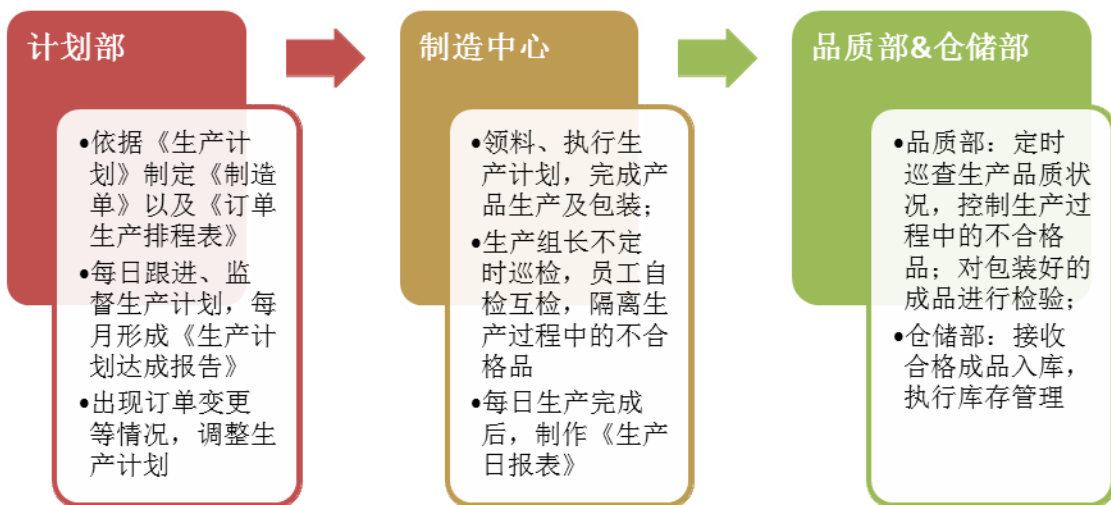 计划部
•依据《生产计
划》制定《制造
单》以及《订单
生产排程表》
•每日跟进、监
督生产计划，每
月形成《生产计
划达成报告》
•出现订单变更
等情况，调整生
产计划
制造中心
•领料、执行生
产计划，完成产
品生产及包装；
•生产组长不定
时巡检，员工自
检互检，隔离生
产过程中的不合
格品
•每日生产完成
后，制作《生产
日报表》
品质部&仓储部
•品质部：定时
巡查生产品质状
况，控制生产过
程中的不合格
品；对包装好的
成品进行检验；
•仓储部：接收
合格成品入库，
执行库存管理